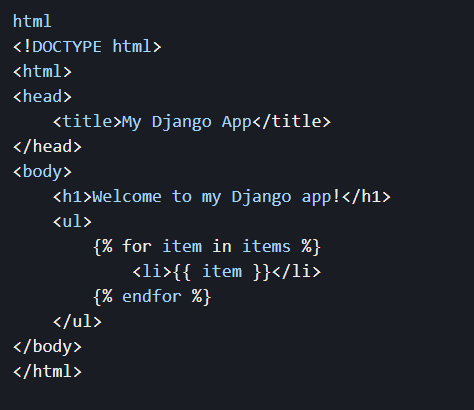 html
<!DOCTYPE html>
<html>
<head>
    <title>My Django App</title>
</head>
<body>
    <h1>Welcome to my Django app!</h1>
    <ul>
        {% for item in items %}
            <li>{{ item }}</li>
        {% endfor %}
    </ul>
</body>
</html>